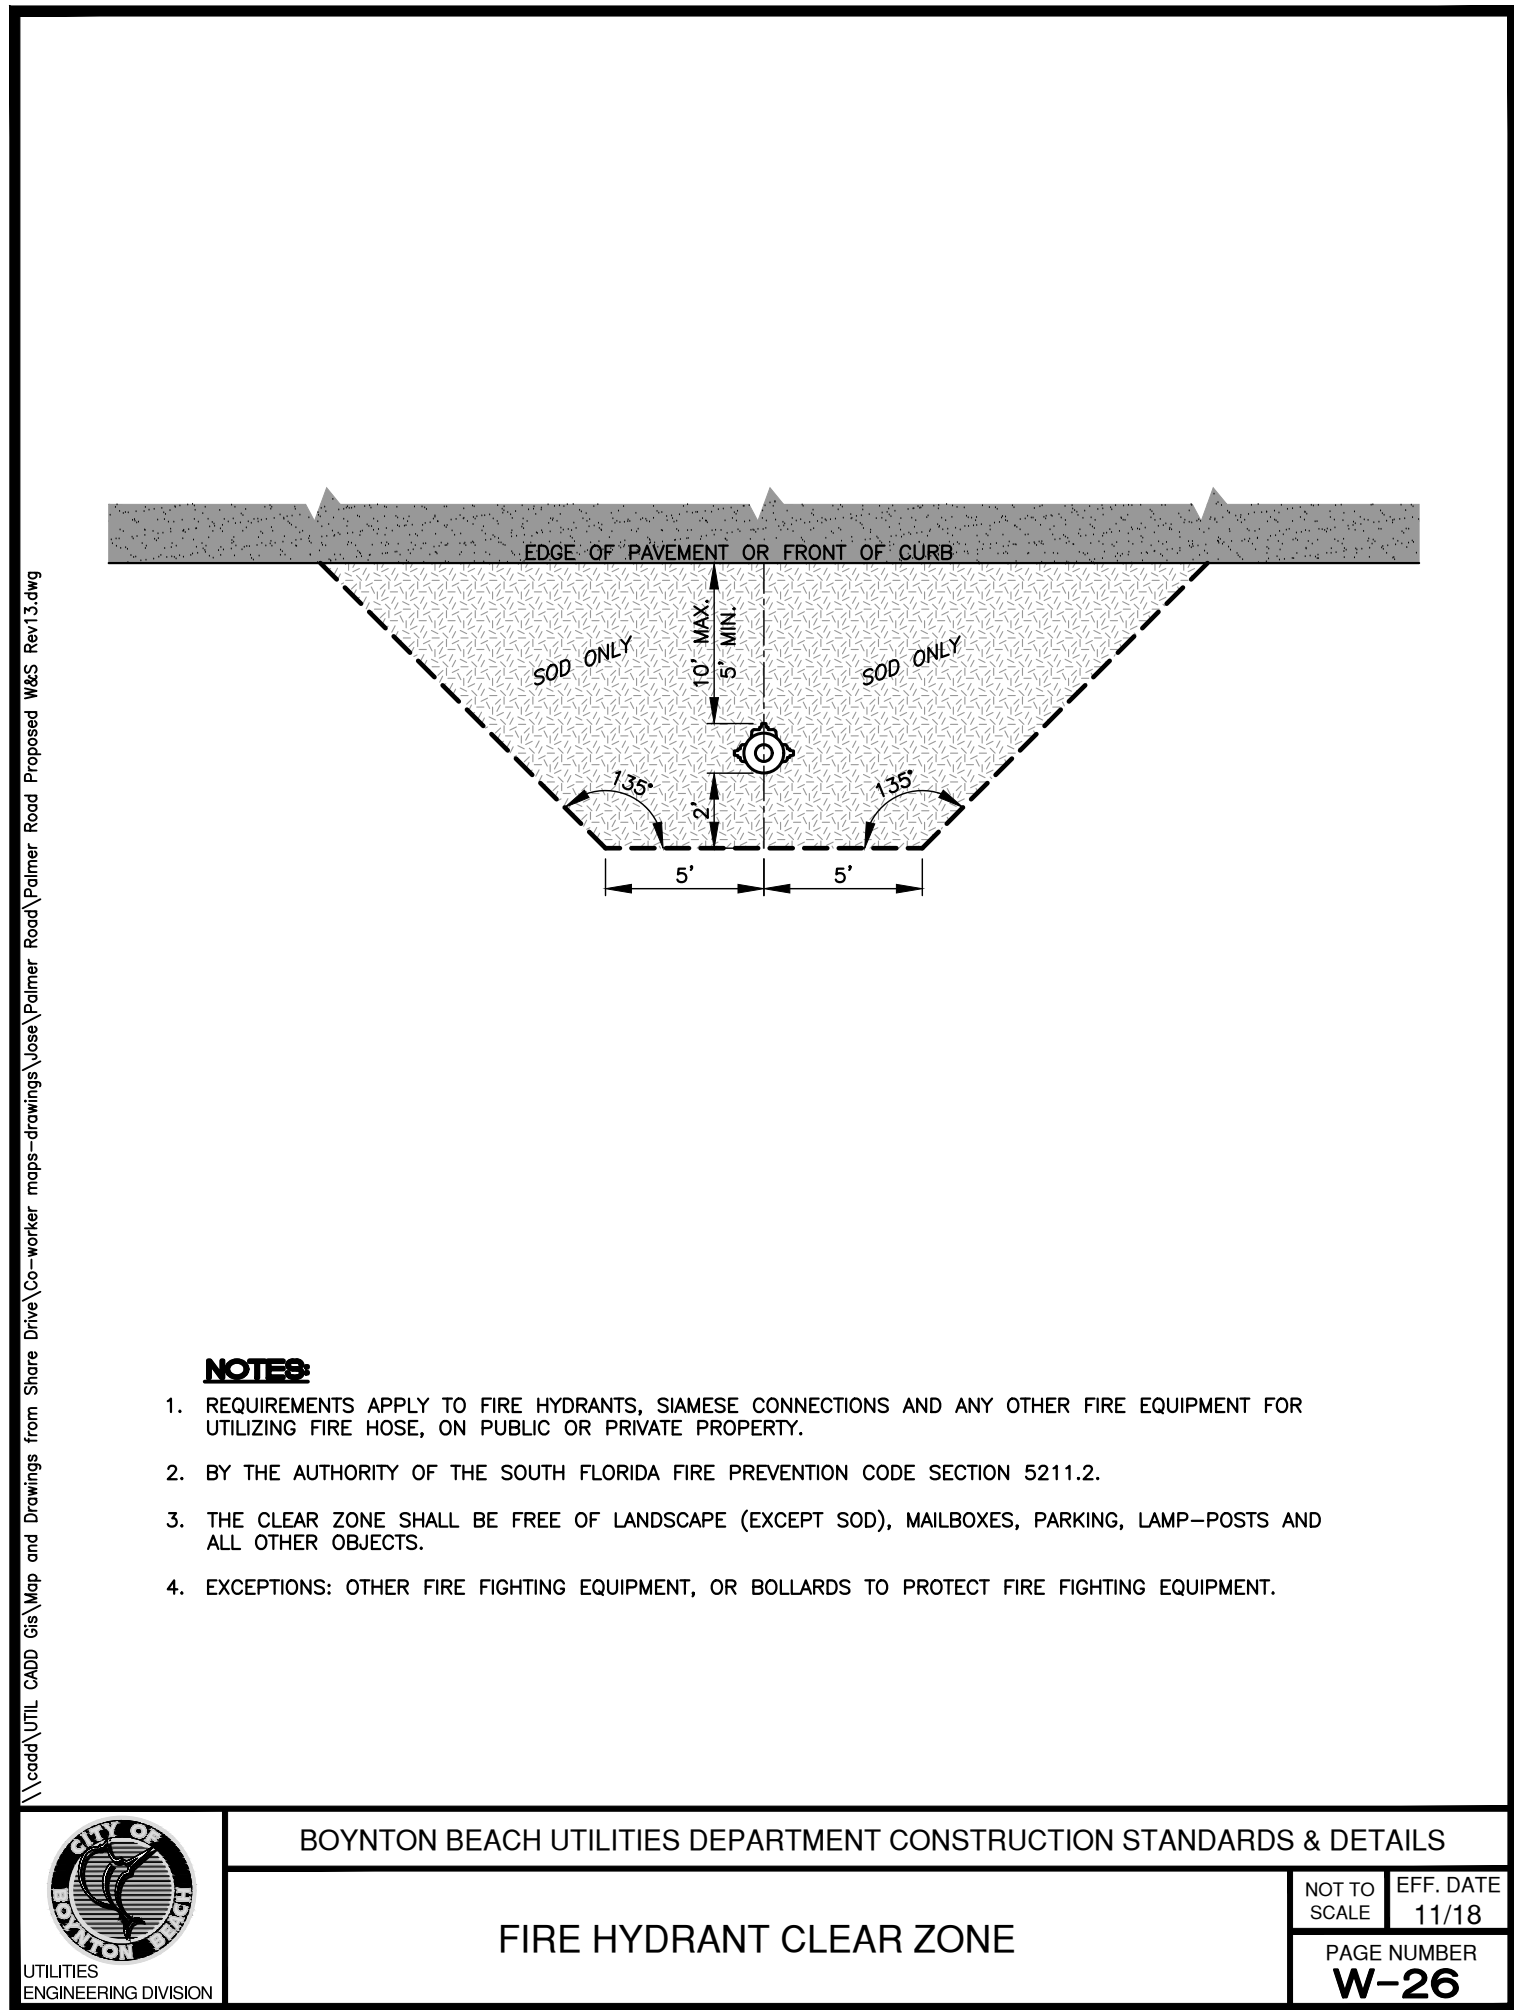 EDGE OF PAVEMENT OR FRONT OF CURB
10' MAX.
5' MIN.
SOD ONLY
SOD ONLY
135°
135°
2'
5'
5'
\\cadd\UTIL CADD Gis\Map and Drawings from Share Drive\Co-worker maps-drawings\Jose\Palmer Road\Palmer Road Proposed W&S Rev13.dwg
NOTES:
1. REQUIREMENTS APPLY TO FIRE HYDRANTS, SIAMESE CONNECTIONS AND ANY OTHER FIRE EQUIPMENT FOR
UTILIZING FIRE HOSE, ON PUBLIC OR PRIVATE PROPERTY.
2. BY THE AUTHORITY OF THE SOUTH FLORIDA FIRE PREVENTION CODE SECTION 5211.2.
3. THE CLEAR ZONE SHALL BE FREE OF LANDSCAPE (EXCEPT SOD), MAILBOXES, PARKING, LAMP-POSTS AND
ALL OTHER OBJECTS.
4. EXCEPTIONS: OTHER FIRE FIGHTING EQUIPMENT, OR BOLLARDS TO PROTECT FIRE FIGHTING EQUIPMENT.
CITY OF
BOYNTON BEACH
UTILITIES
ENGINEERING DIVISION
BOYNTON BEACH UTILITIES DEPARTMENT CONSTRUCTION STANDARDS & DETAILS
FIRE HYDRANT CLEAR ZONE
NOT TO
SCALE
EFF. DATE
11/18
PAGE NUMBER
W-26